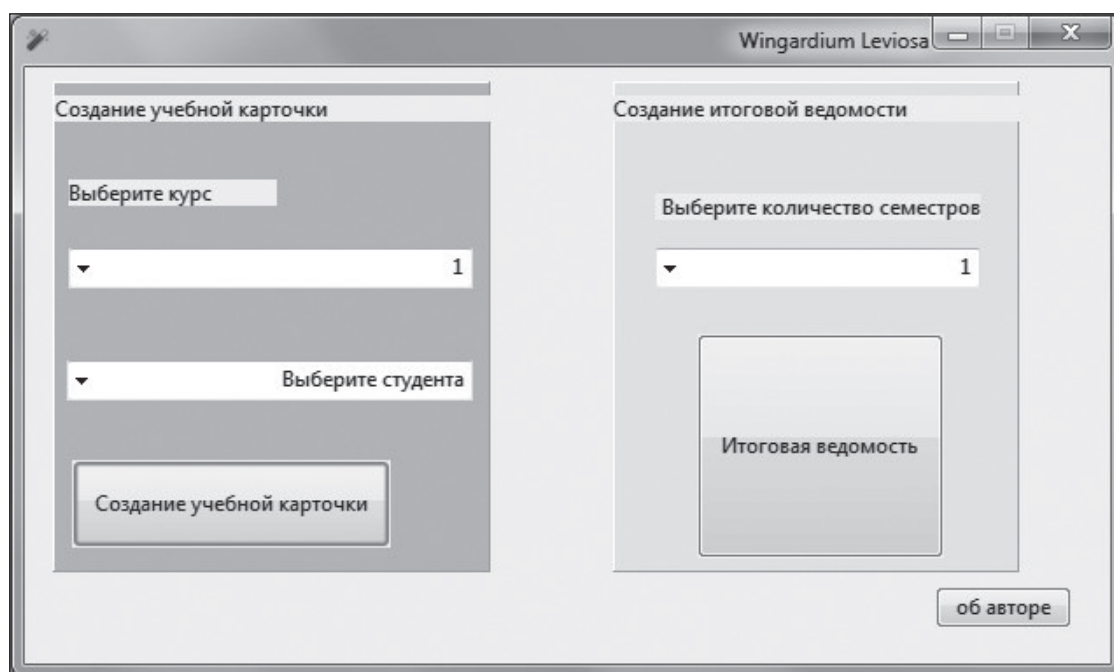 Wingardium Leviosa
Создание учебной карточки
Выберите курс
1
Выберите студента
Создание учебной карточки
Создание итоговой ведомости
Выберите количество семестров
1
Итоговая ведомость
об авторе